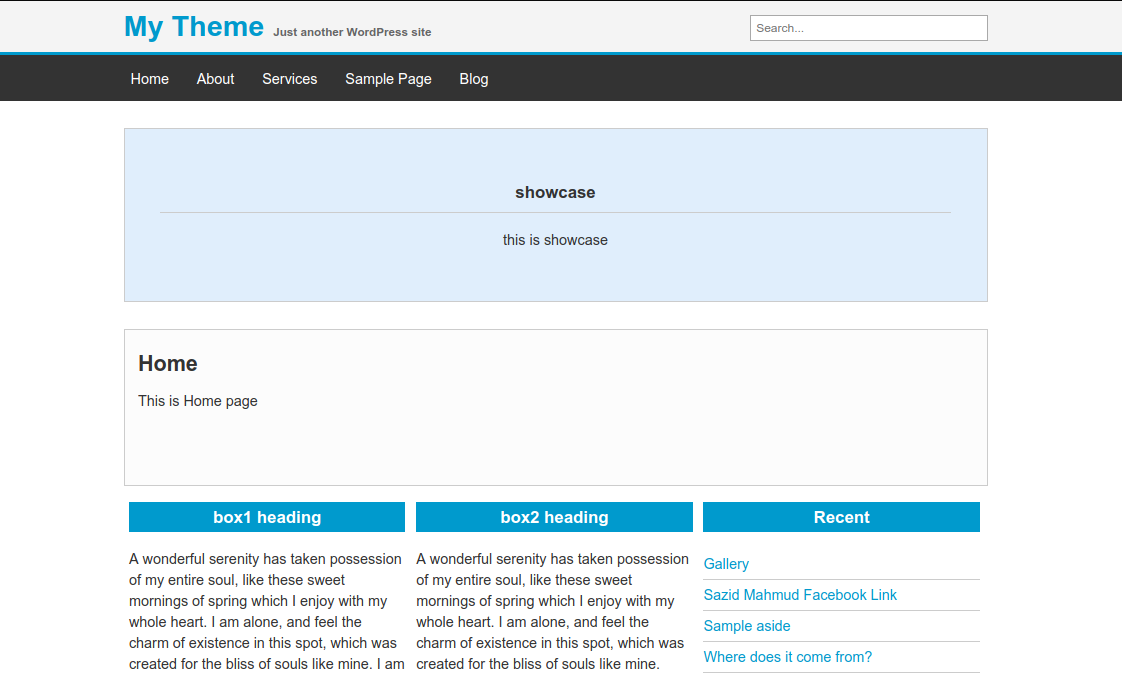 My Theme Just another WordPress site
Search...
Home About Services Sample Page Blog
showcase
this is showcase
Home
This is Home page
box1 heading
A wonderful serenity has taken possession
of my entire soul, like these sweet
mornings of spring which I enjoy with my
whole heart. I am alone, and feel the
charm of existence in this spot, which was
created for the bliss of souls like mine. I am
box2 heading
A wonderful serenity has taken possession
of my entire soul, like these sweet
mornings of spring which I enjoy with my
whole heart. I am alone, and feel the
charm of existence in this spot, which was
created for the bliss of souls like mine.
Recent
Gallery
Sazid Mahmud Facebook Link
Sample aside
Where does it come from?